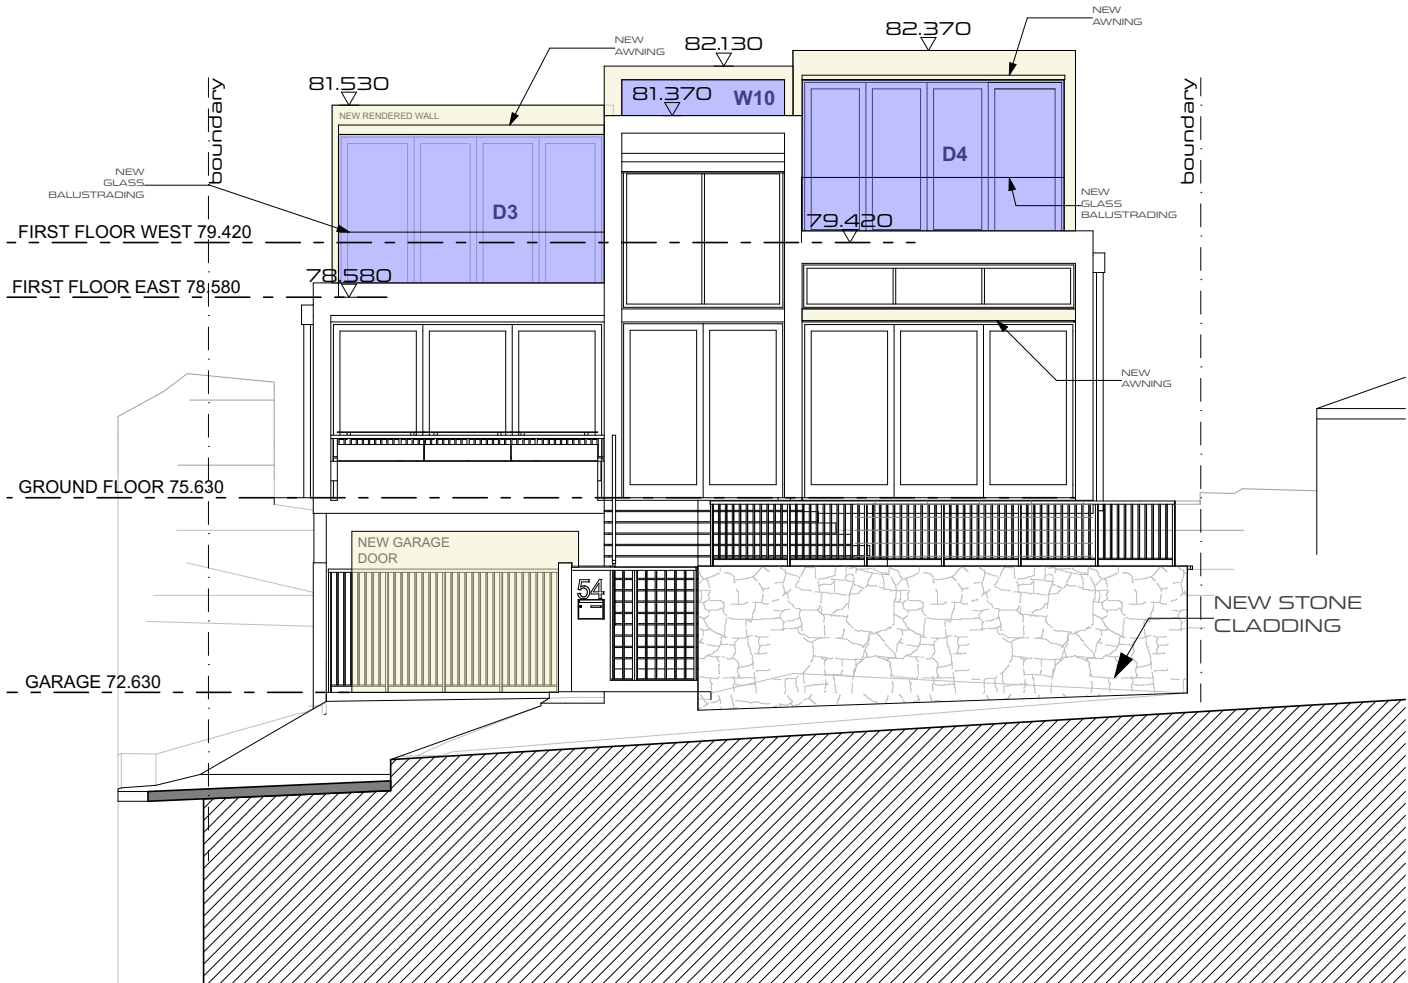 NEW
AWNING
82.370
NEW
AWNING
82.130
81.530
81.370
W10
boundary
boundary
NEW RENDERED WALL
D4
NEW
GLASS
BALUSTRADING
NEW
GLASS
BALUSTRADING
D3
79.420
FIRST FLOOR WEST 79.420
78.580
FIRST FLOOR EAST 78.580
NEW
AWNING
GROUND FLOOR 75.630
NEW GARAGE
DOOR
54
NEW STONE
CLADDING
GARAGE 72.630